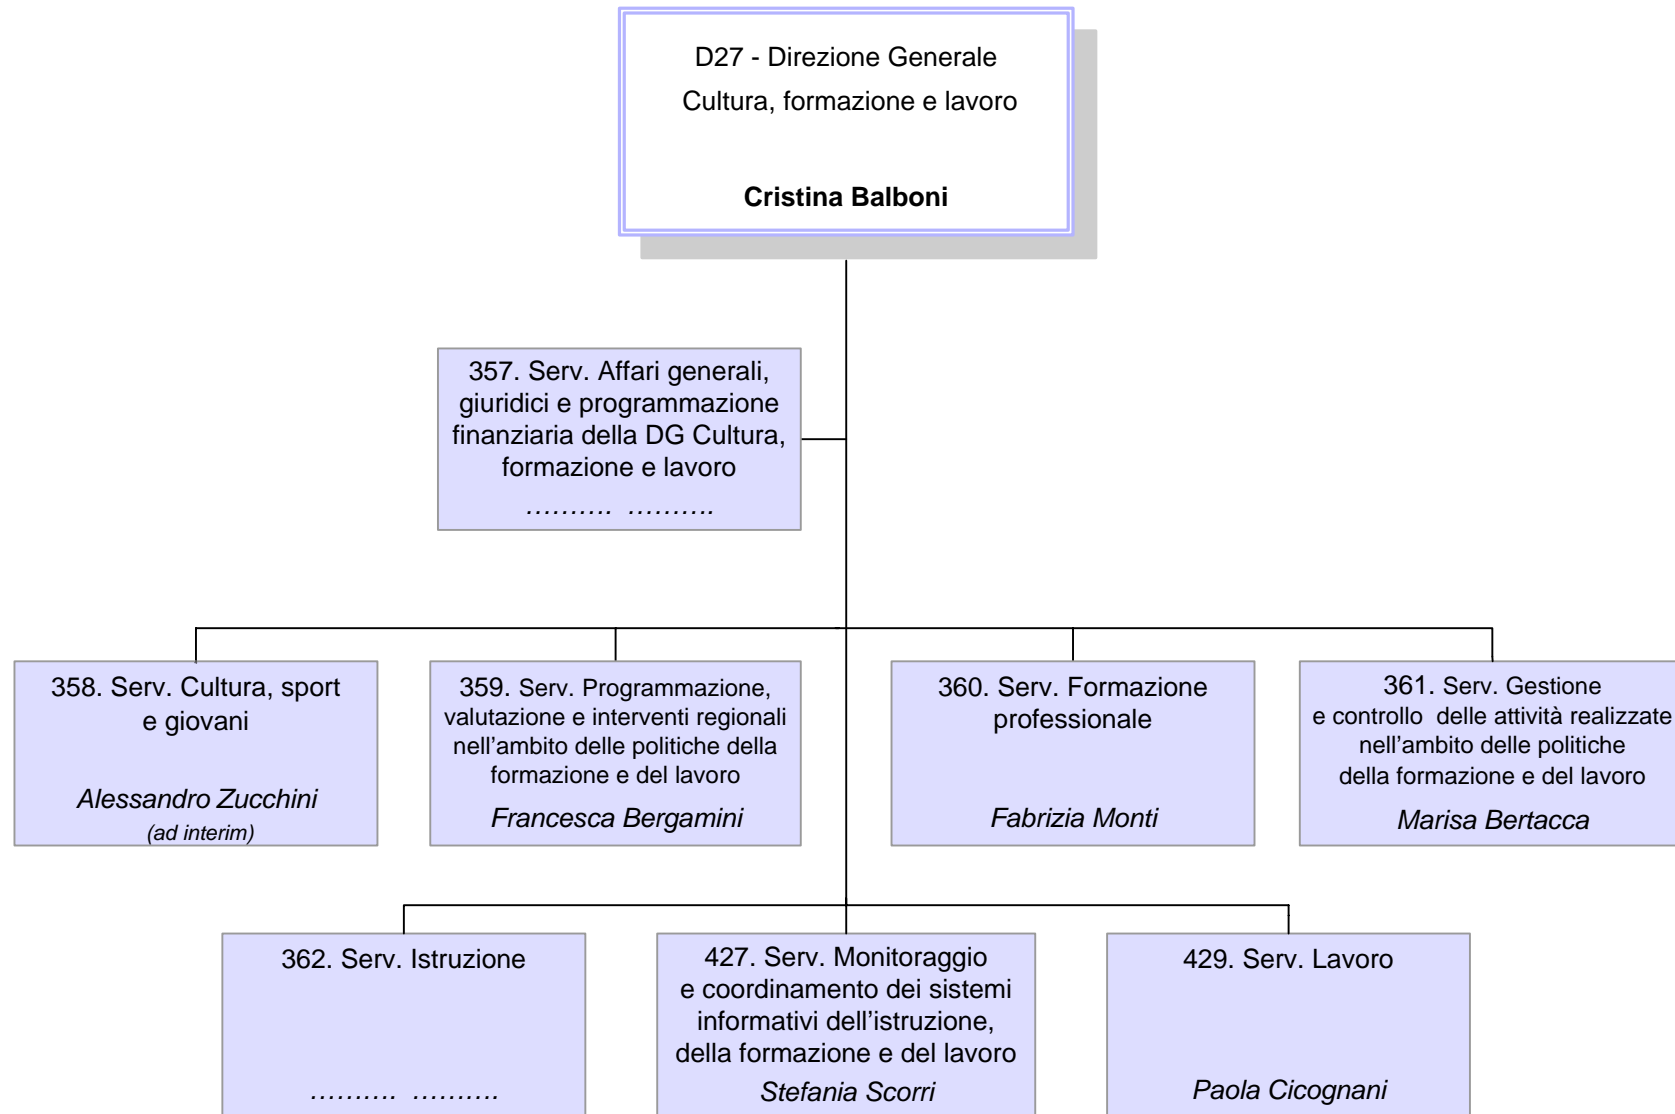 D27 - Direzione Generale
Cultura, formazione e lavoro
Cristina Balboni
357. Serv. Affari generali,
giuridici e programmazione
finanziaria della DG Cultura,
formazione e lavoro
………. ……….
358. Serv. Cultura, sport
e giovani
Alessandro Zucchini
(ad interim)
359. Serv. Programmazione,
valutazione e interventi regionali
nell’ambito delle politiche della
formazione e del lavoro
Francesca Bergamini
360. Serv. Formazione
professionale
Fabrizia Monti
361. Serv. Gestione
e controllo  delle attività realizzate
nell’ambito delle politiche
della formazione e del lavoro
Marisa Bertacca
362. Serv. Istruzione
………. ……….
427. Serv. Monitoraggio
e coordinamento dei sistemi
informativi dell’istruzione,
della formazione e del lavoro
Stefania Scorri
429. Serv. Lavoro
Paola Cicognani